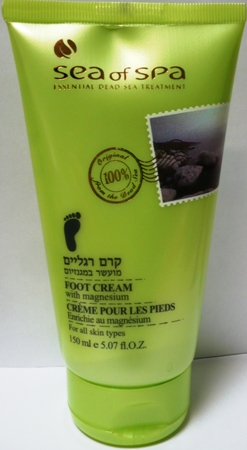 sea of spa
ESSENTIAL DEAD SEA TREATMENT
Original
100%
from the Dead Sea
קרם רגליים
מועשר במגנזיום
FOOT CREAM
with magnesium
CRÈME POUR LES PIEDS
Enrichie au magnésium
For all skin types
150 ml e 5.07 fl.O.Z.